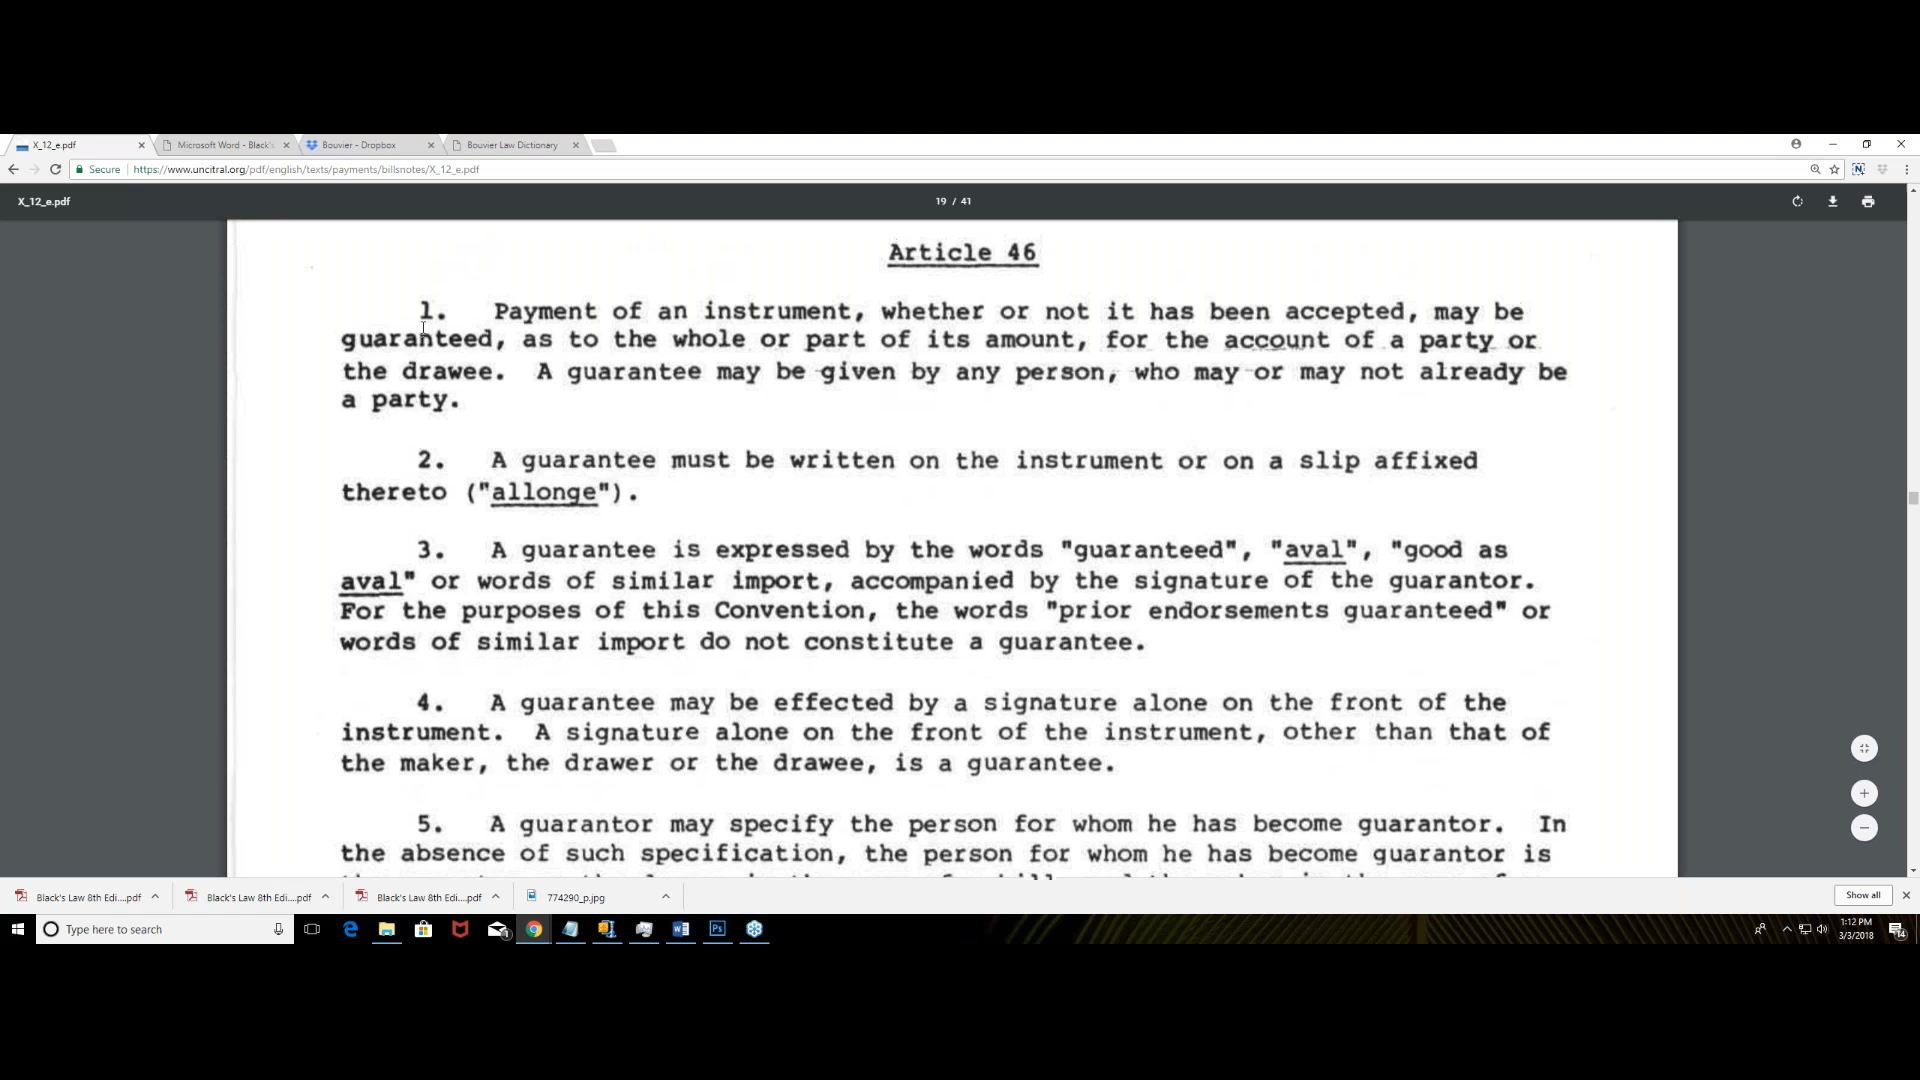 X_12_e.pdf
Microsoft Word - Black's
Bouvier - Dropbox
Bouvier Law Dictionary
Secure
https://www.uncitral.org/pdf/english/texts/payments/billsnotes/X_12_e.pdf
X_12_e.pdf
19 / 41
Article 46
1. Payment of an instrument, whether or not it has been accepted, may be
guaranteed, as to the whole or part of its amount, for the account of a party or
the drawee. A guarantee may be given by any person, who may or may not already be
a party.
2. A guarantee must be written on the instrument or on a slip affixed
thereto ("allonge").
3. A guarantee is expressed by the words "guaranteed", "aval", "good as
aval" or words of similar import, accompanied by the signature of the guarantor.
For the purposes of this Convention, the words "prior endorsements guaranteed" or
words of similar import do not constitute a guarantee.
4. A guarantee may be effected by a signature alone on the front of the
instrument. A signature alone on the front of the instrument, other than that of
the maker, the drawer or the drawee, is a guarantee.
5. A guarantor may specify the person for whom he has become guarantor. In
the absence of such specification, the person for whom he has become guarantor is
Black's Law 8th Edi....pdf
Black's Law 8th Edi....pdf
Black's Law 8th Edi....pdf
774290_p.jpg
Show all
Type here to search
1
Ps
1:12 PM
3/3/2018
14